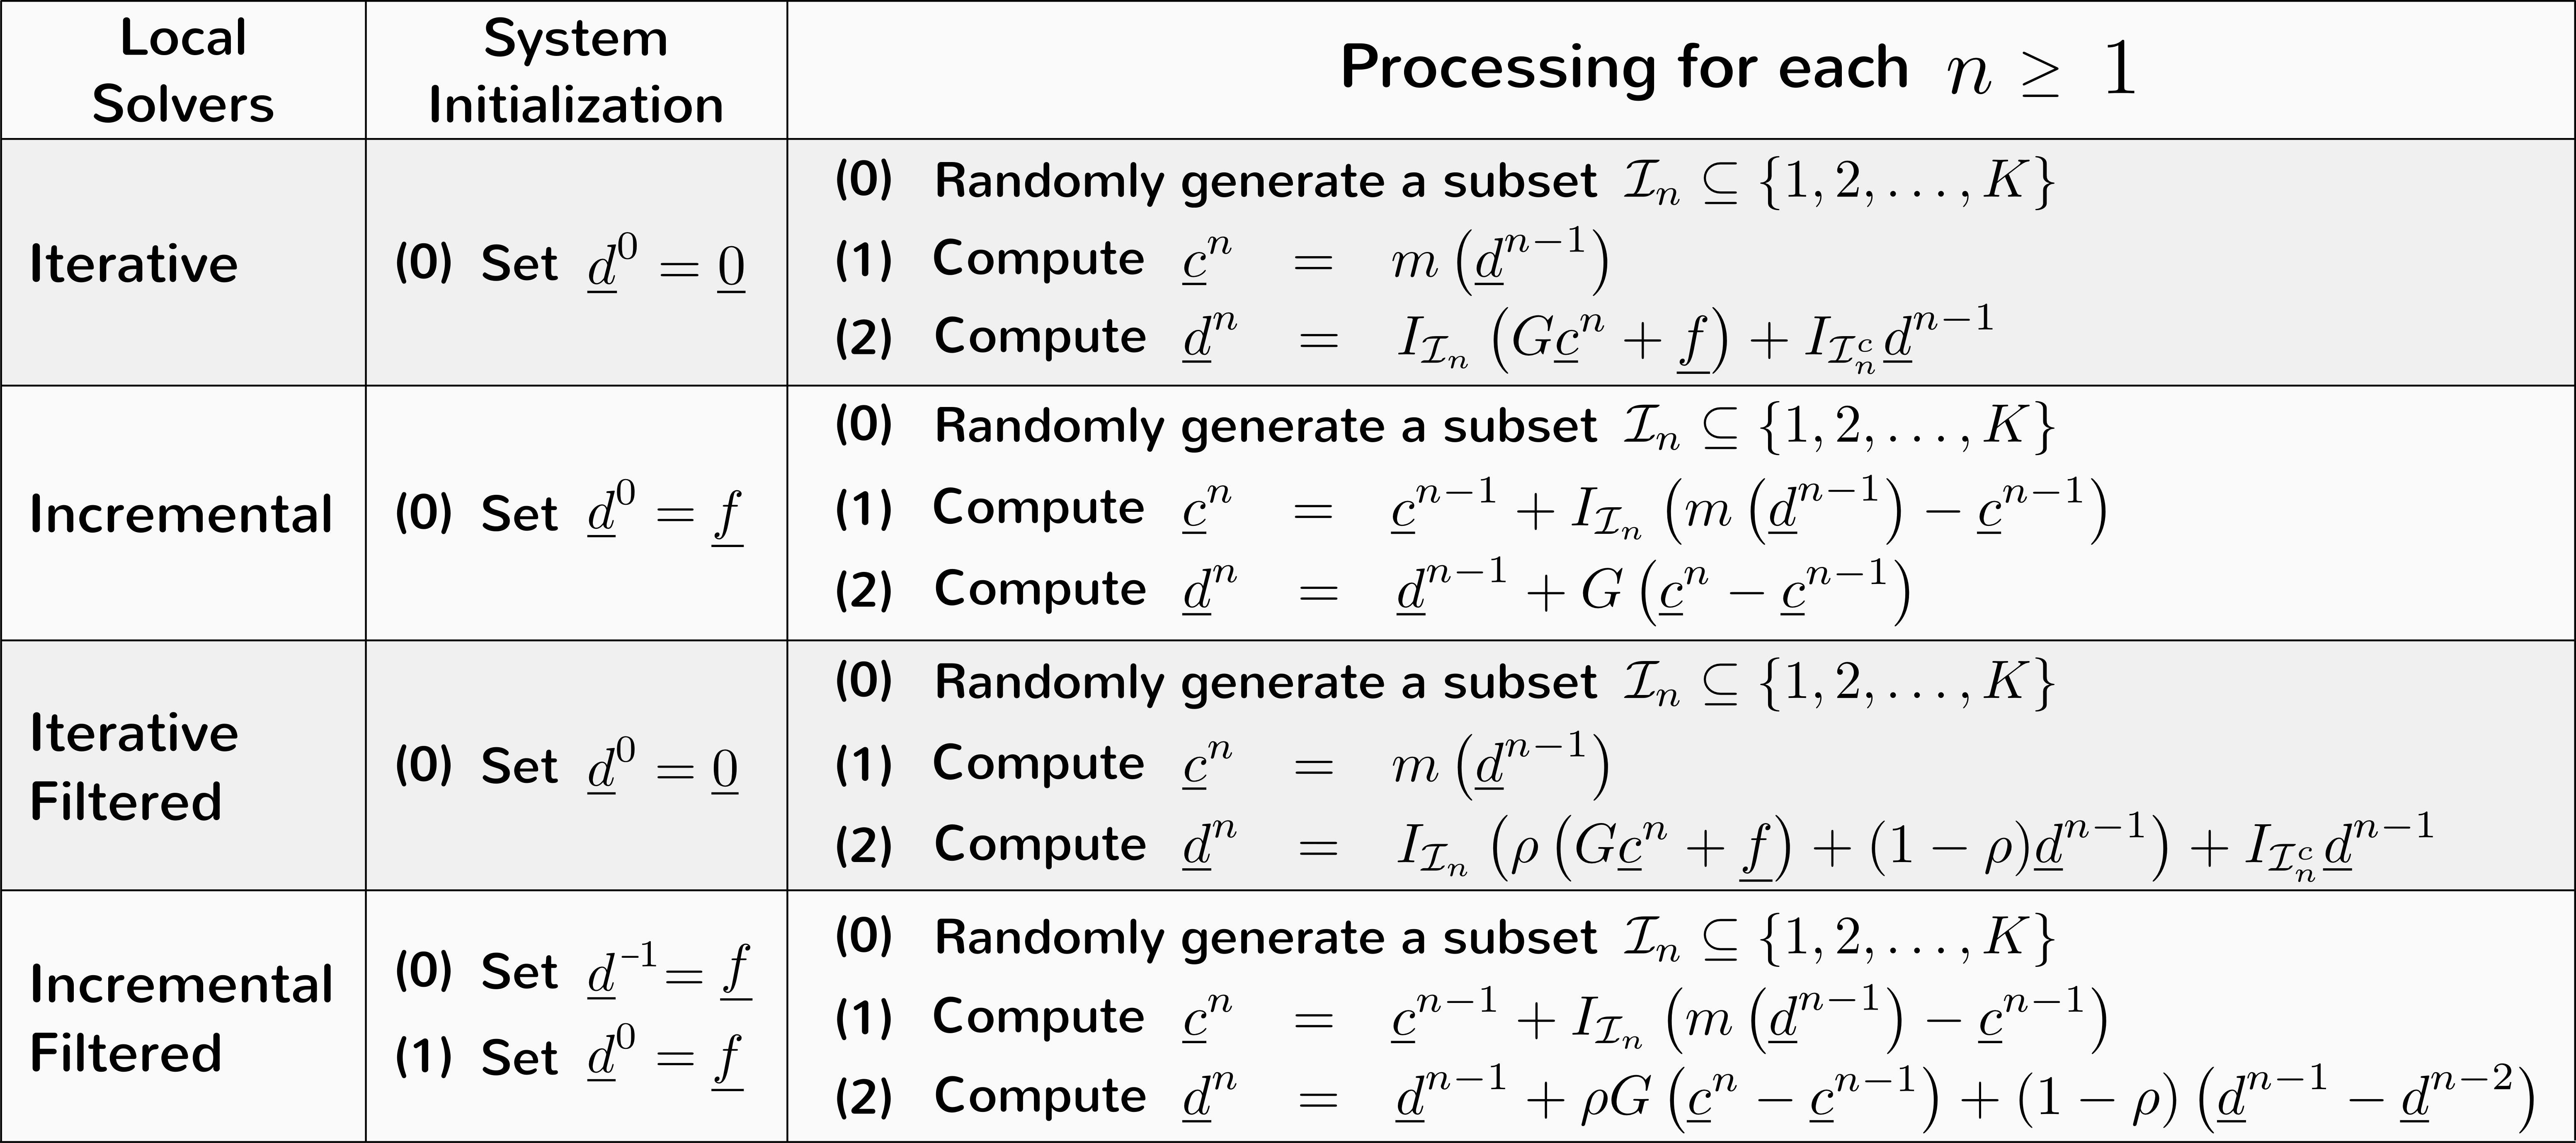 Local Solvers
System Initialization
Processing for each $n \geq 1$
Iterative
(0) Set $\underline{d}^{0} = \underline{0}$
(0) Randomly generate a subset $\mathcal{I}_n \subseteq \{1, 2, \ldots, K\}$
(1) Compute $\underline{c}^{n} = m\left(\underline{d}^{n-1}\right)$
(2) Compute $\underline{d}^{n} = I_{\mathcal{I}_n}\left(G\underline{c}^{n} + \underline{f}\right) + I_{\mathcal{I}_n^c}\underline{d}^{n-1}$
Incremental
(0) Set $\underline{d}^{0} = \underline{f}$
(0) Randomly generate a subset $\mathcal{I}_n \subseteq \{1, 2, \ldots, K\}$
(1) Compute $\underline{c}^{n} = \underline{c}^{n-1} + I_{\mathcal{I}_n}\left(m\left(\underline{d}^{n-1}\right) - \underline{c}^{n-1}\right)$
(2) Compute $\underline{d}^{n} = \underline{d}^{n-1} + G\left(\underline{c}^{n} - \underline{c}^{n-1}\right)$
Iterative
Filtered
(0) Set $\underline{d}^{0} = \underline{0}$
(0) Randomly generate a subset $\mathcal{I}_n \subseteq \{1, 2, \ldots, K\}$
(1) Compute $\underline{c}^{n} = m\left(\underline{d}^{n-1}\right)$
(2) Compute $\underline{d}^{n} = I_{\mathcal{I}_n}\left(\rho\left(G\underline{c}^{n} + \underline{f}\right) + (1-\rho)\underline{d}^{n-1}\right) + I_{\mathcal{I}_n^c}\underline{d}^{n-1}$
Incremental
Filtered
(0) Set $\underline{d}^{-1} = \underline{f}$
(1) Set $\underline{d}^{0} = \underline{f}$
(0) Randomly generate a subset $\mathcal{I}_n \subseteq \{1, 2, \ldots, K\}$
(1) Compute $\underline{c}^{n} = \underline{c}^{n-1} + I_{\mathcal{I}_n}\left(m\left(\underline{d}^{n-1}\right) - \underline{c}^{n-1}\right)$
(2) Compute $\underline{d}^{n} = \underline{d}^{n-1} + \rho G\left(\underline{c}^{n} - \underline{c}^{n-1}\right) + (1-\rho)\left(\underline{d}^{n-1} - \underline{d}^{n-2}\right)$